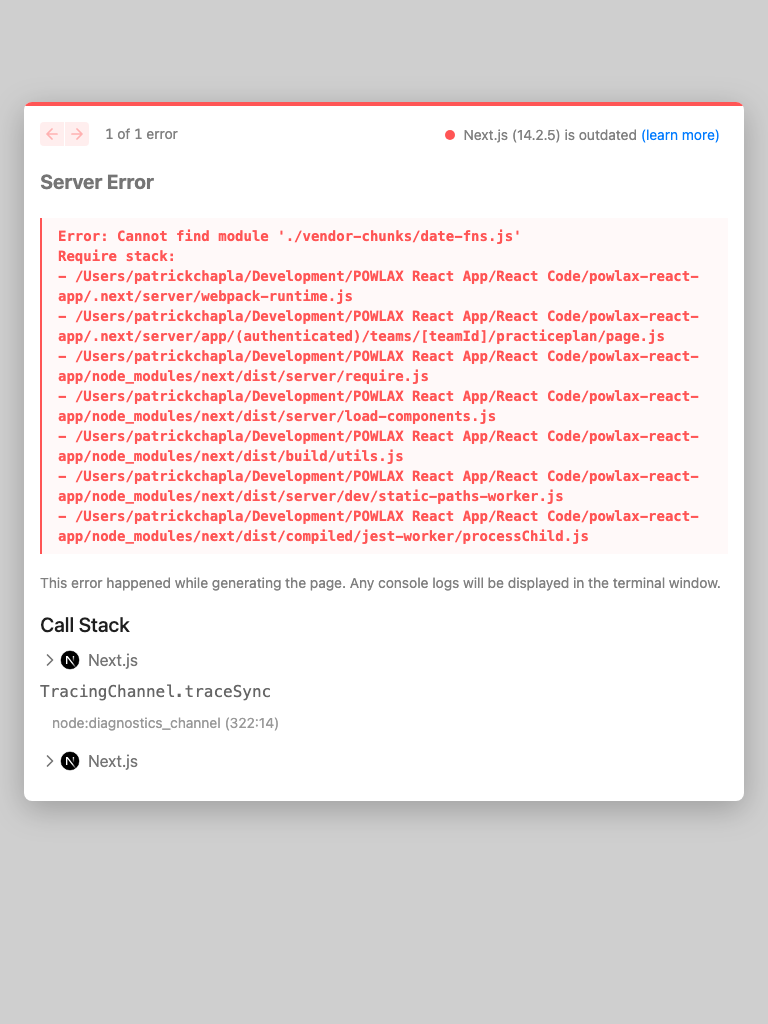 1 of 1 error
Next.js (14.2.5) is outdated (learn more)
Server Error
Error: Cannot find module './vendor-chunks/date-fns.js'
Require stack:
- /Users/patrickchapla/Development/POWLAX React App/React Code/powlax-react-
app/.next/server/webpack-runtime.js
- /Users/patrickchapla/Development/POWLAX React App/React Code/powlax-react-
app/.next/server/app/(authenticated)/teams/[teamId]/practiceplan/page.js
- /Users/patrickchapla/Development/POWLAX React App/React Code/powlax-react-
app/node_modules/next/dist/server/require.js
- /Users/patrickchapla/Development/POWLAX React App/React Code/powlax-react-
app/node_modules/next/dist/server/load-components.js
- /Users/patrickchapla/Development/POWLAX React App/React Code/powlax-react-
app/node_modules/next/dist/build/utils.js
- /Users/patrickchapla/Development/POWLAX React App/React Code/powlax-react-
app/node_modules/next/dist/server/dev/static-paths-worker.js
- /Users/patrickchapla/Development/POWLAX React App/React Code/powlax-react-
app/node_modules/next/dist/compiled/jest-worker/processChild.js
This error happened while generating the page. Any console logs will be displayed in the terminal window.
Call Stack
N Next.js
TracingChannel.traceSync
node:diagnostics_channel (322:14)
N Next.js